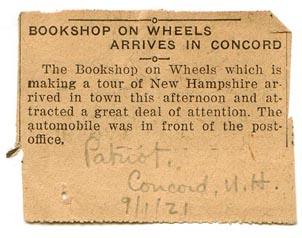 BOOKSHOP ON WHEELS
ARRIVES IN CONCORD
The Bookshop on Wheels which is
making a tour of New Hampshire ar-
rived in town this afternoon and at-
tracted a great deal of attention. The
automobile was in front of the post-
office.
Patriot.
Concord, N.H.
9/1/21